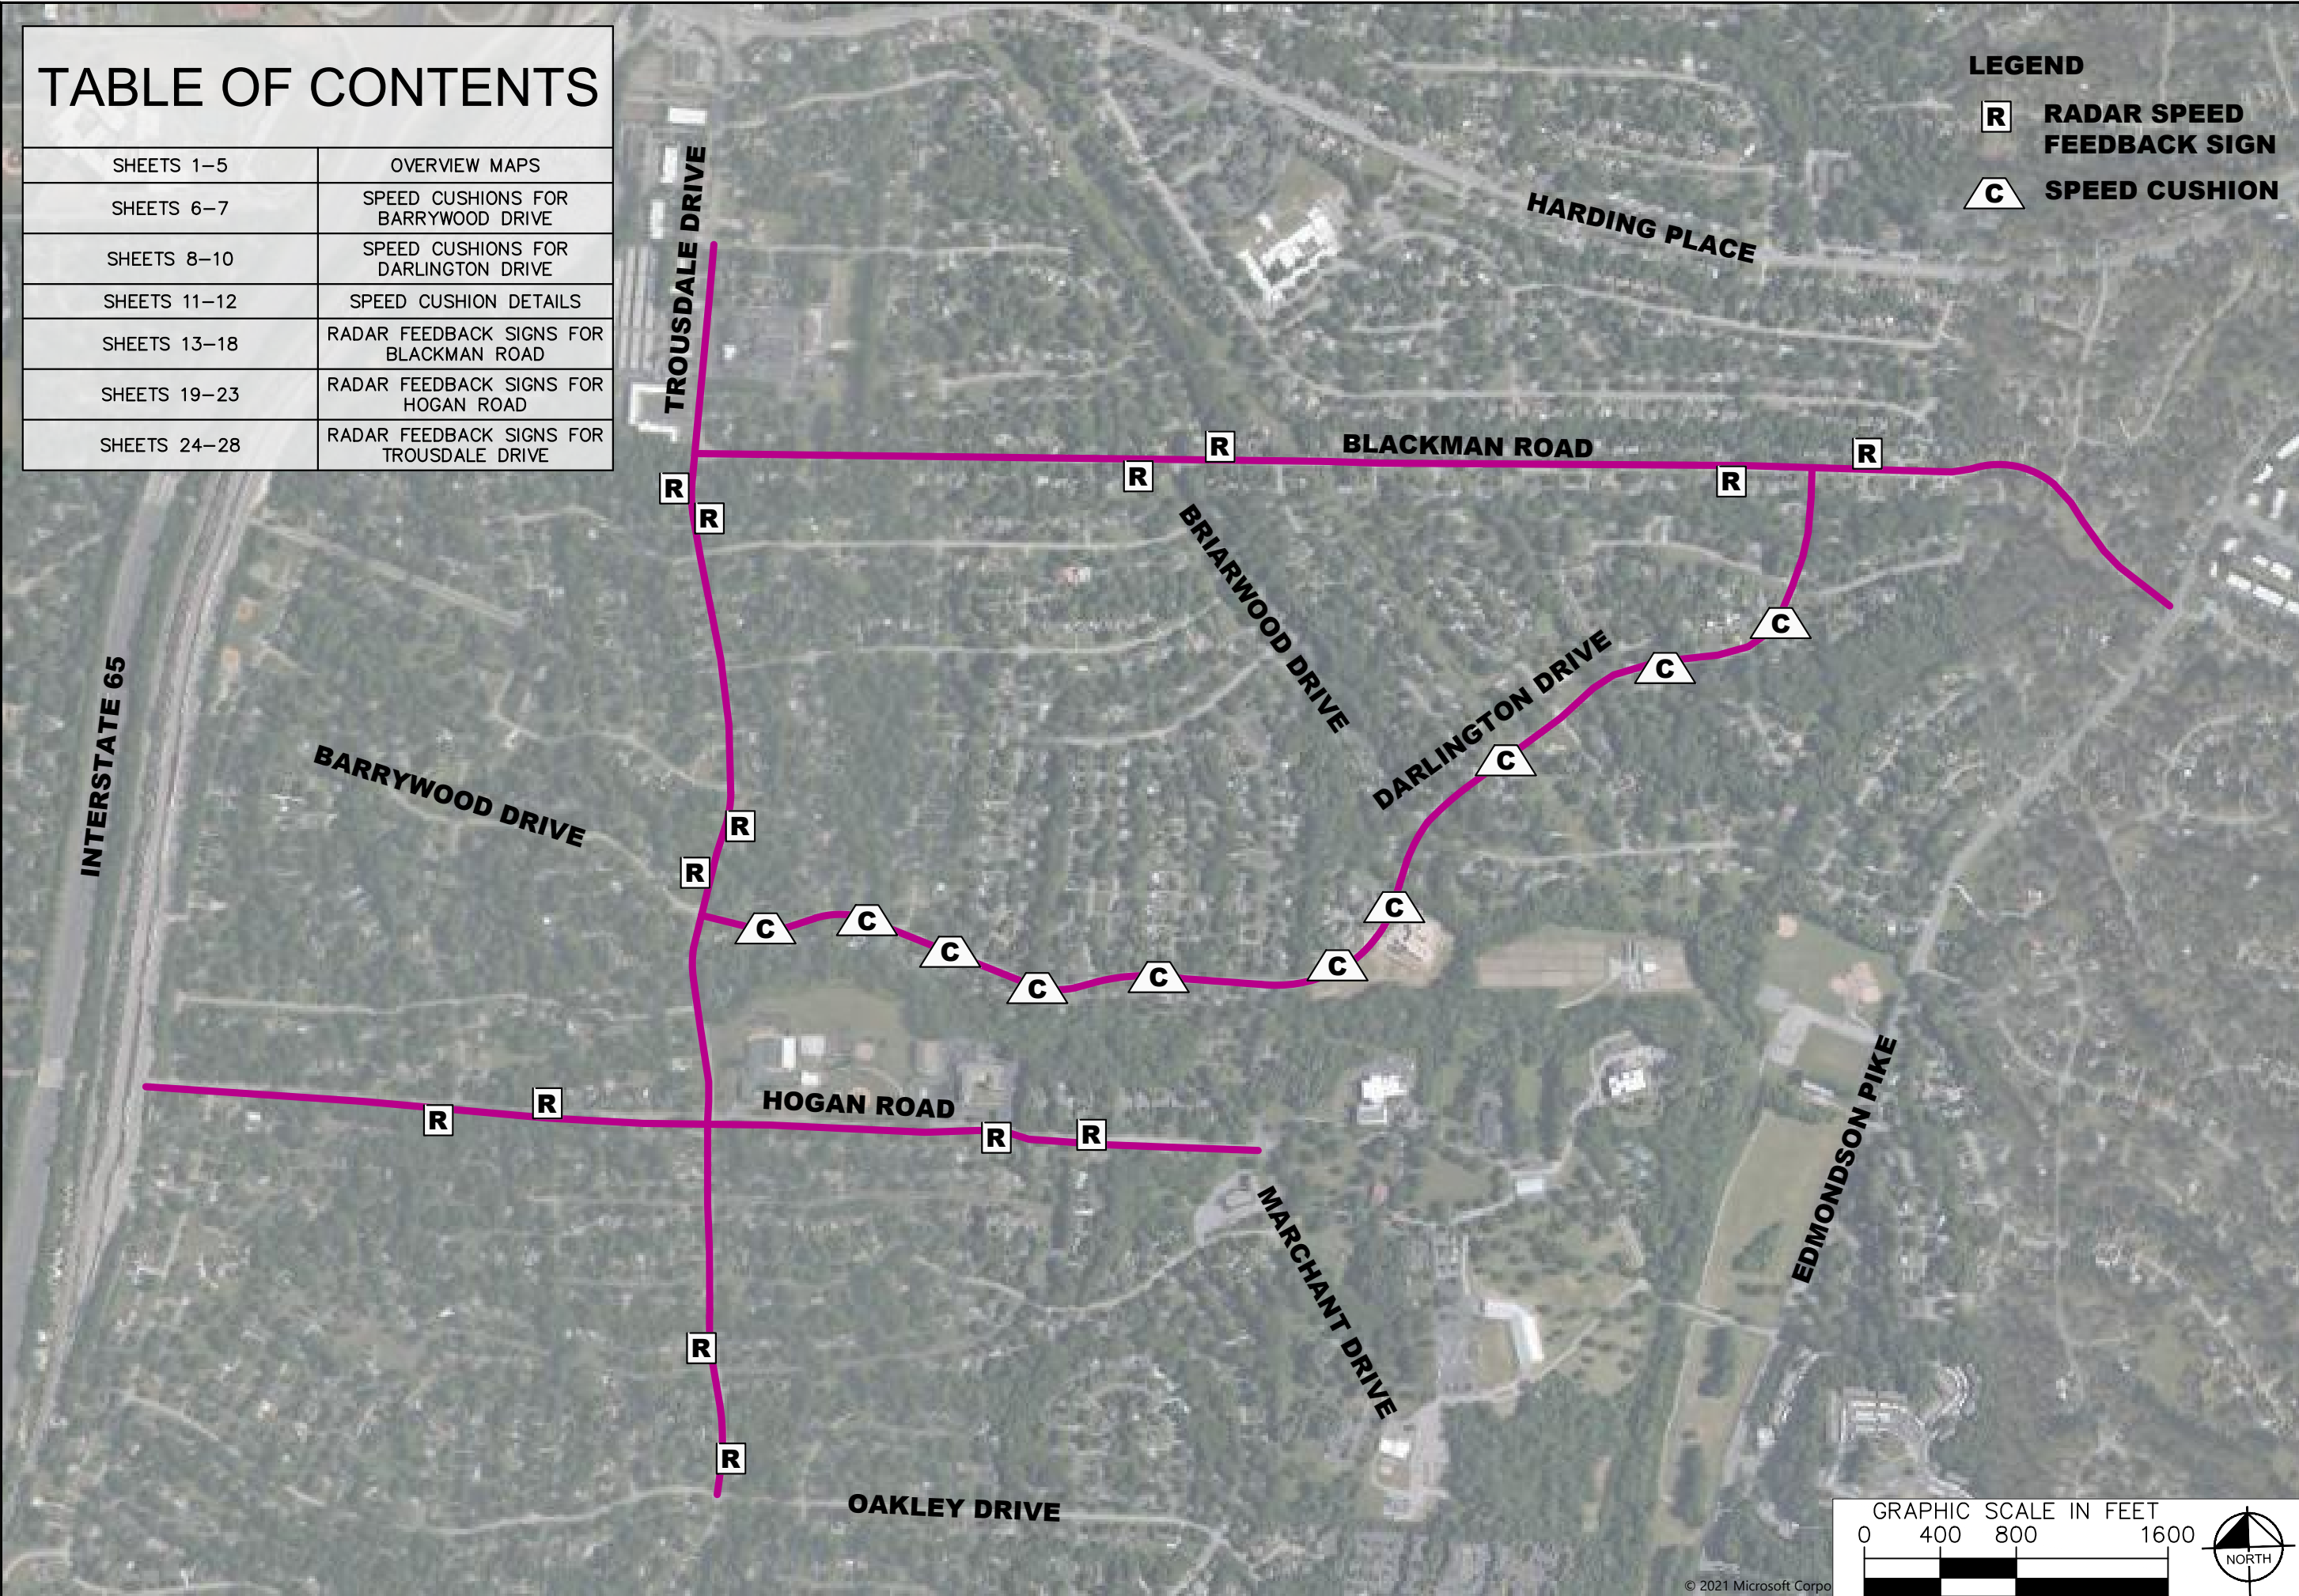 TABLE OF CONTENTS
SHEETS 1–5
OVERVIEW MAPS
SHEETS 6–7
SPEED CUSHIONS FOR
BARRYWOOD DRIVE
SHEETS 8–10
SPEED CUSHIONS FOR
DARLINGTON DRIVE
SHEETS 11–12
SPEED CUSHION DETAILS
SHEETS 13–18
RADAR FEEDBACK SIGNS FOR
BLACKMAN ROAD
SHEETS 19–23
RADAR FEEDBACK SIGNS FOR
HOGAN ROAD
SHEETS 24–28
RADAR FEEDBACK SIGNS FOR
TROUSDALE DRIVE
LEGEND
R RADAR SPEED
FEEDBACK SIGN
C SPEED CUSHION
HARDING PLACE
TROUSDALE DRIVE
BLACKMAN ROAD
R
R
R
R
R
R
BRIARWOOD DRIVE
DARLINGTON DRIVE
C
C
C
INTERSTATE 65
BARRYWOOD DRIVE
R
R
C
C
C
C
C
C
C
HOGAN ROAD
R
R
R
R
EDMONDSON PIKE
MARCHANT DRIVE
R
R
OAKLEY DRIVE
GRAPHIC SCALE IN FEET
0 400 800 1600
NORTH
© 2021 Microsoft Corpo